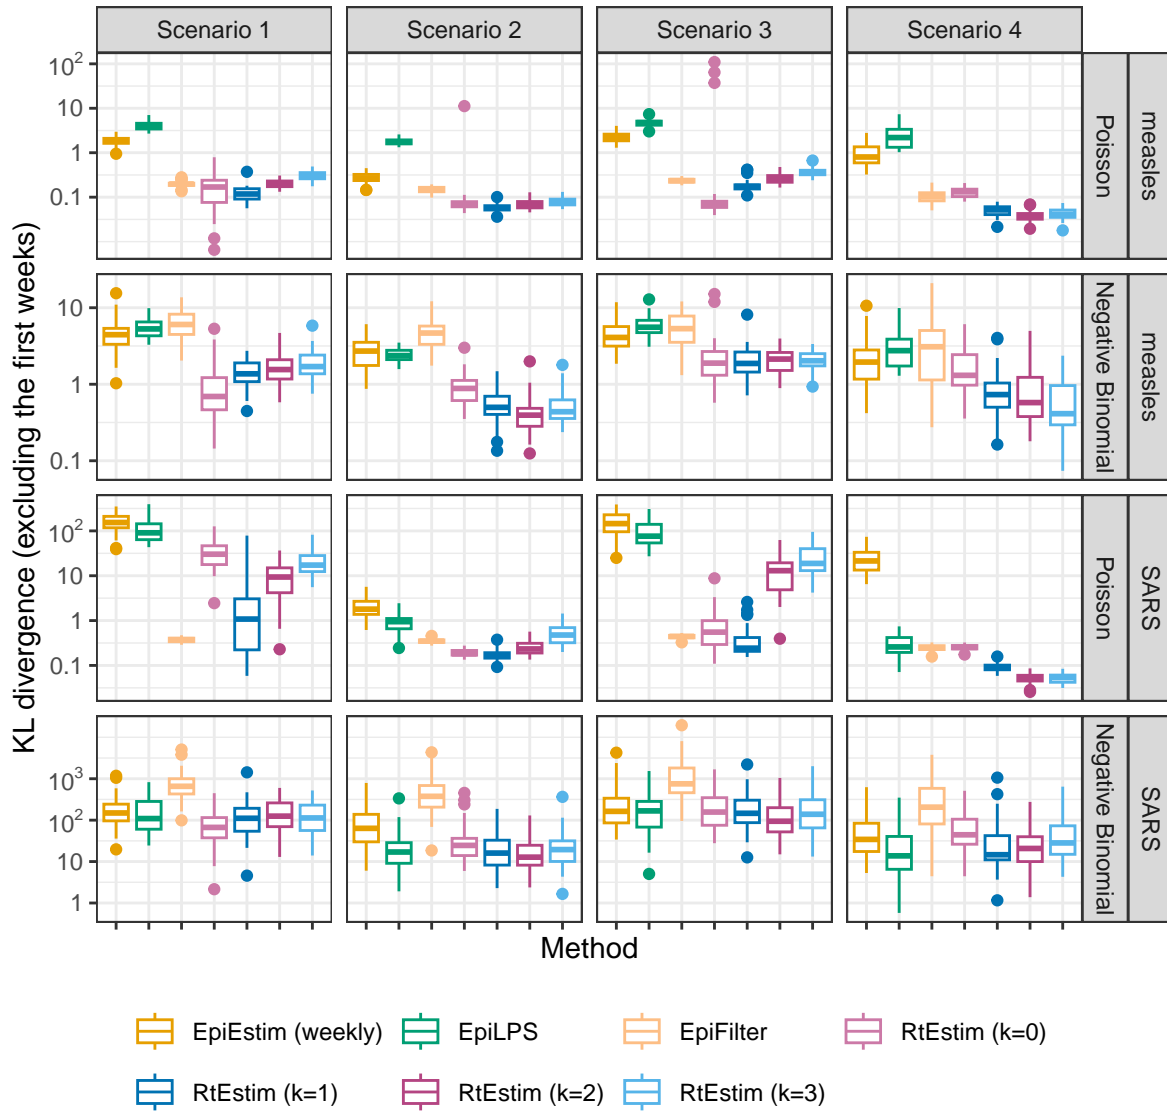 Scenario 1
Scenario 2
Scenario 3
Scenario 4
KL divergence (excluding the first weeks)
10²
10
1
0.1
Poisson
measles
10
1
0.1
Negative Binomial
measles
10²
10
1
0.1
Poisson
SARS
10³
10²
10
1
Negative Binomial
SARS
Method
EpiEstim (weekly)
EpiLPS
EpiFilter
RtEstim (k=0)
RtEstim (k=1)
RtEstim (k=2)
RtEstim (k=3)